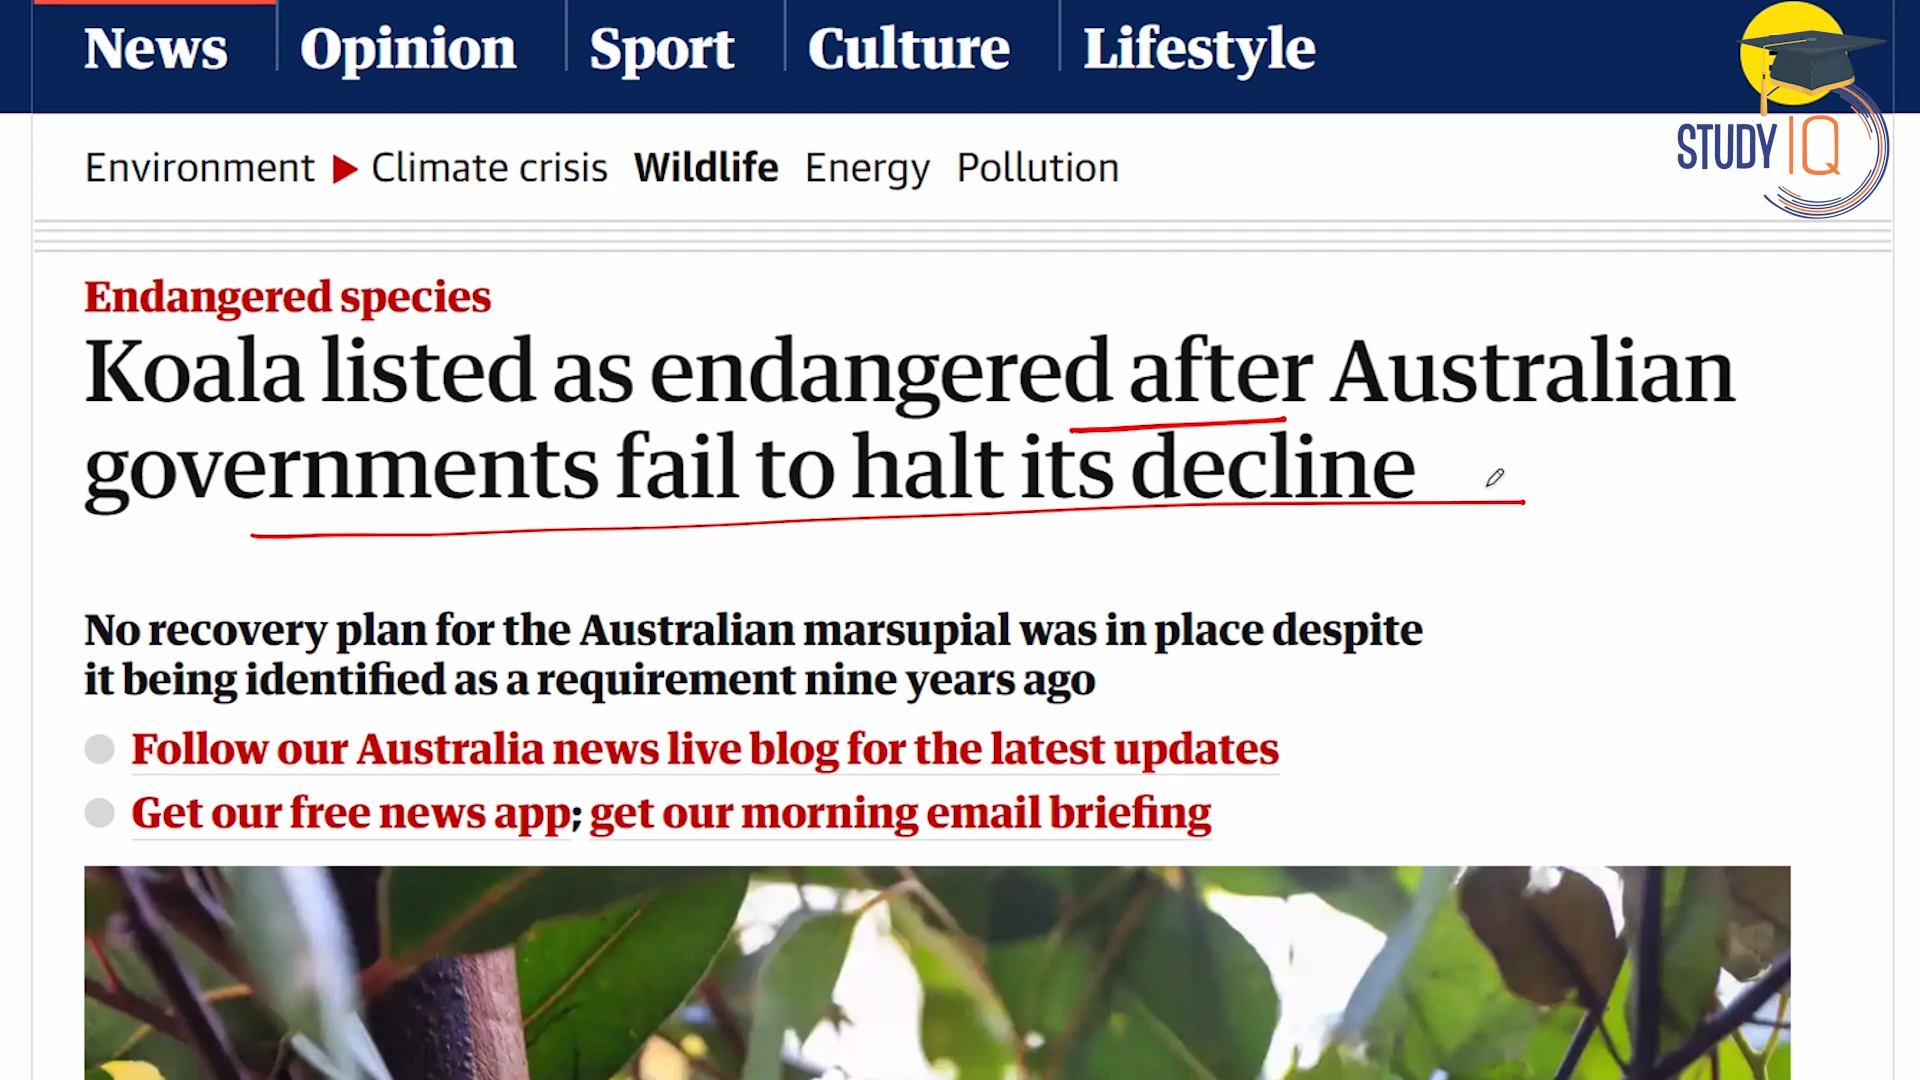 News Opinion Sport Culture Lifestyle
STUDY IQ
Environment Climate crisis Wildlife Energy Pollution
Endangered species
Koala listed as endangered after Australian
governments fail to halt its decline
No recovery plan for the Australian marsupial was in place despite
it being identified as a requirement nine years ago
Follow our Australia news live blog for the latest updates
Get our free news app; get our morning email briefing